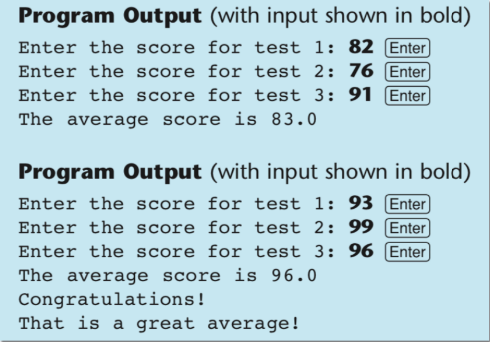 Program Output (with input shown in bold)
Enter the score for test 1: 82 Enter
Enter the score for test 2: 76 Enter
Enter the score for test 3: 91 Enter
The average score is 83.0
Program Output (with input shown in bold)
Enter the score for test 1: 93 Enter
Enter the score for test 2: 99 Enter
Enter the score for test 3: 96 Enter
The average score is 96.0
Congratulations!
That is a great average!